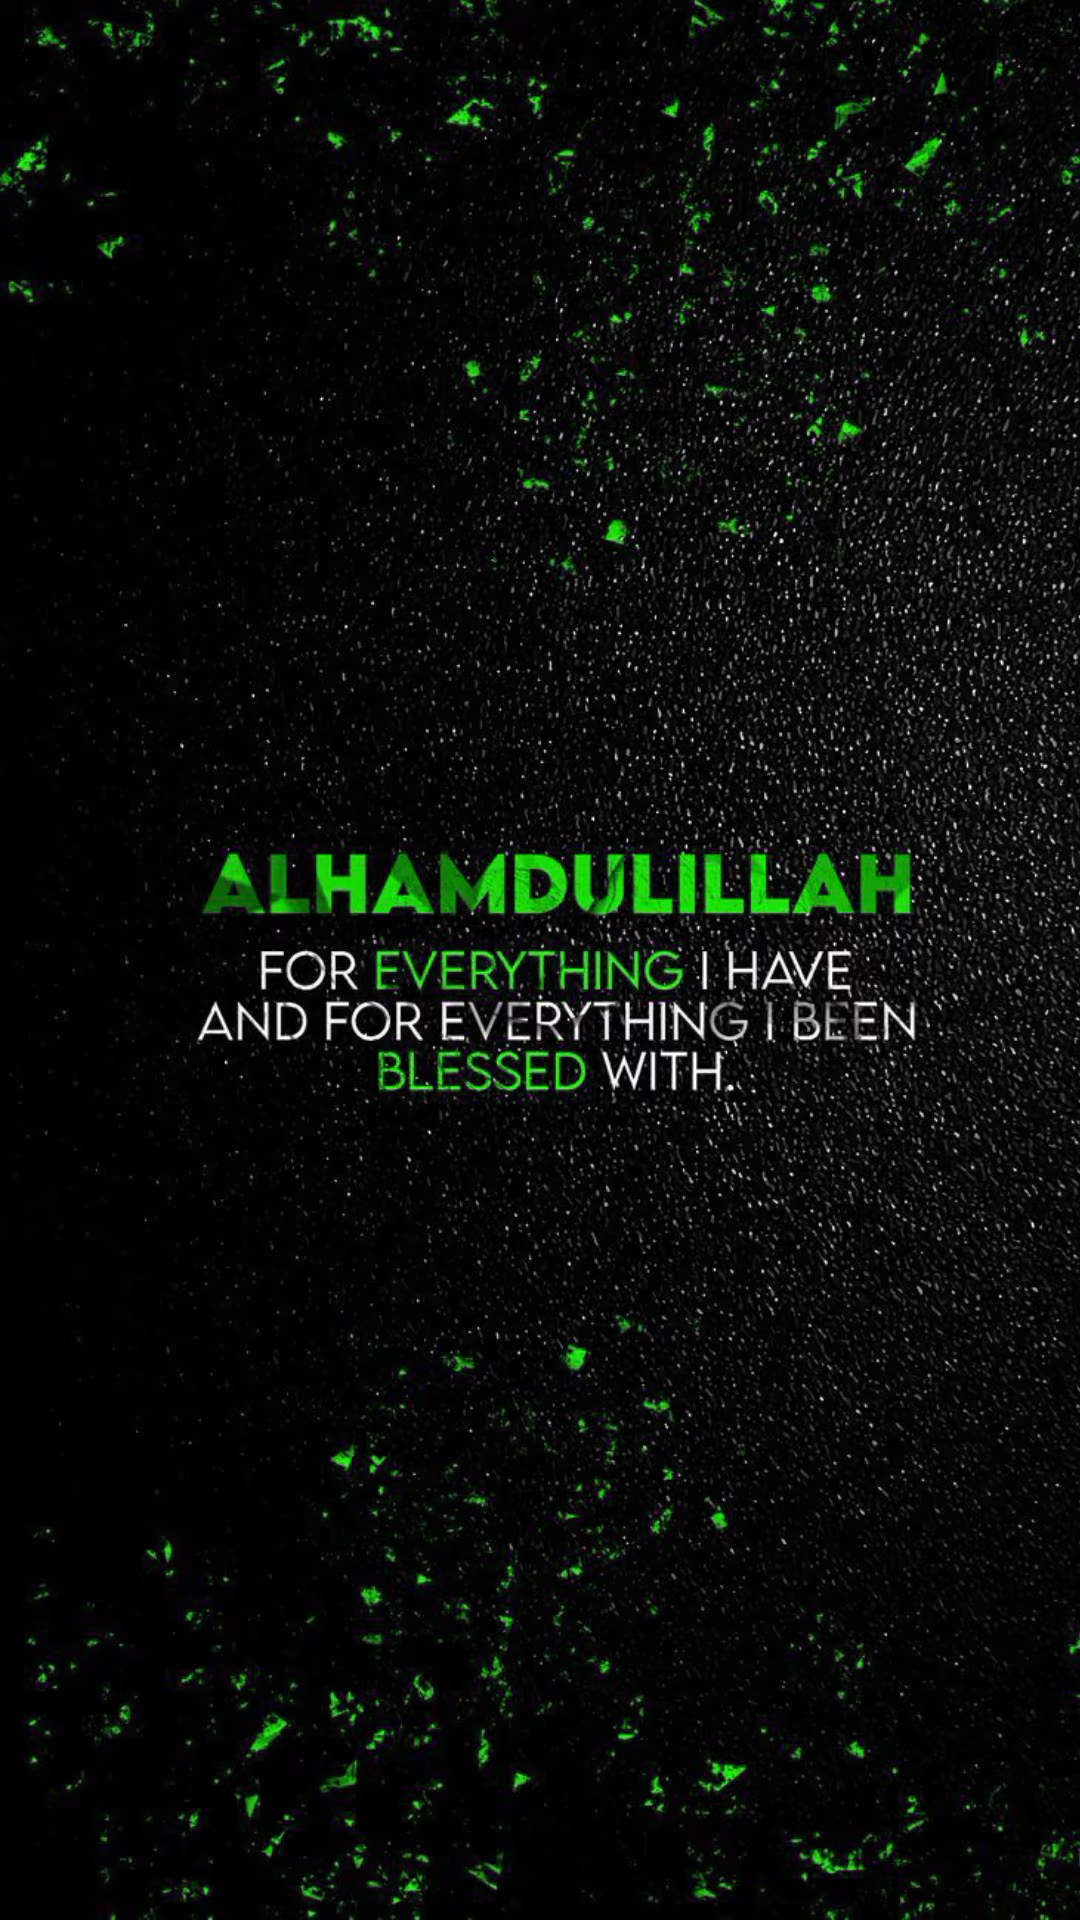 ALHAMDULILLAH
FOR EVERYTHING I HAVE
AND FOR EVERYTHING I BEEN
BLESSED WITH.